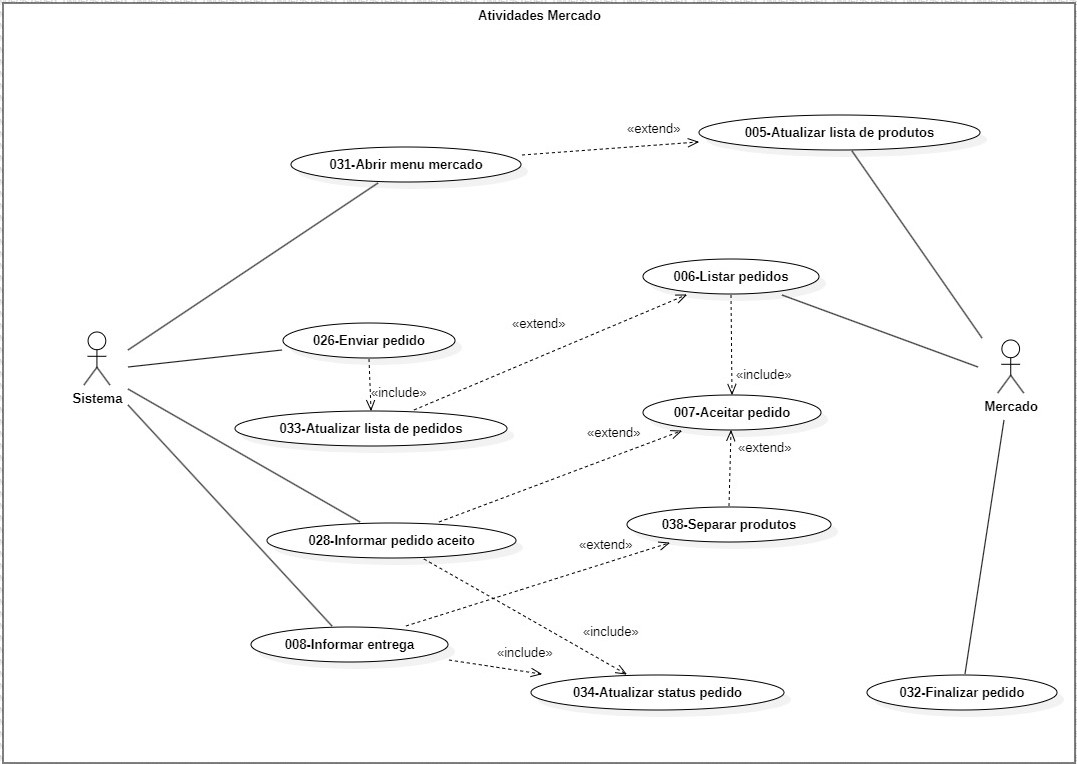 Atividades Mercado
«extend»
005-Atualizar lista de produtos
031-Abrir menu mercado
006-Listar pedidos
«extend»
026-Enviar pedido
«include»
«include»
Sistema
Mercado
007-Aceitar pedido
033-Atualizar lista de pedidos
«extend»
«extend»
038-Separar produtos
028-Informar pedido aceito
«extend»
«include»
008-Informar entrega
«include»
034-Atualizar status pedido
032-Finalizar pedido